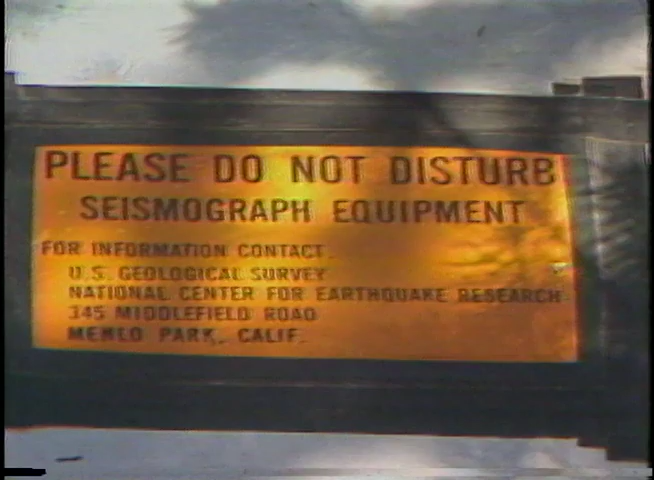 PLEASE DO NOT DISTURB
SEISMOGRAPH EQUIPMENT
FOR INFORMATION CONTACT
U.S. GEOLOGICAL SURVEY
NATIONAL CENTER FOR EARTHQUAKE RESEARCH
345 MIDDLEFIELD ROAD
MENLO PARK, CALIF.